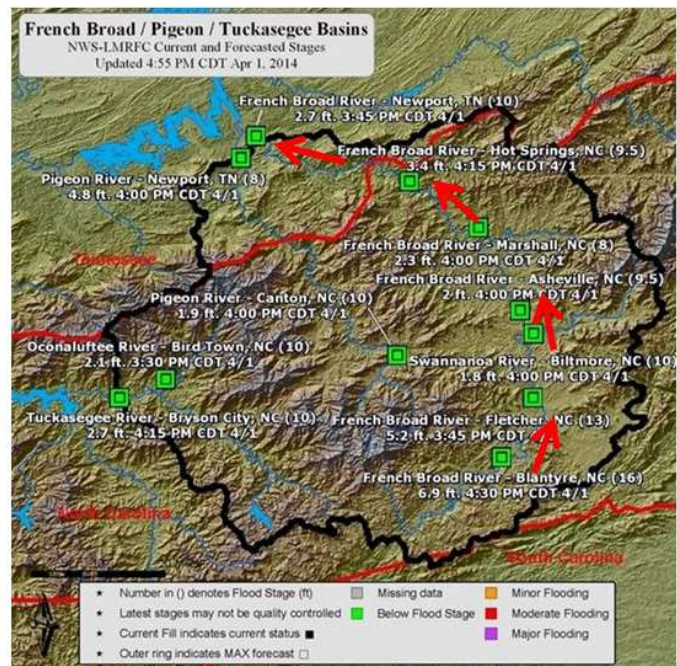 French Broad / Pigeon / Tuckasegee Basins
NWS-LMRFC Current and Forecasted Stages
Updated 4:55 PM CDT Apr 1, 2014
French Broad River - Newport, TN (10)
2.7 ft. 3:45 PM CDT 4/1
French Broad River - Hot Springs, NC (9.5)
3.4 ft. 4:15 PM CDT 4/1
Pigeon River - Newport, TN (8)
4.8 ft. 4:00 PM CDT 4/1
French Broad River - Marshall, NC (8)
2.3 ft. 4:00 PM CDT 4/1
Tennessee
French Broad River - Asheville, NC (9.5)
2 ft. 4:00 PM CDT 4/1
Pigeon River - Canton, NC (10)
1.9 ft. 4:00 PM CDT 4/1
Oconaluftee River - Bird Town, NC (10)
2.1 ft. 3:30 PM CDT 4/1
Swannanoa River - Biltmore, NC (10)
1.8 ft. 4:00 PM CDT 4/1
Tuckasegee River - Bryson City, NC (10)
2.7 ft. 4:15 PM CDT 4/1
French Broad River - Fletcher, NC (13)
5.2 ft. 3:45 PM CDT
French Broad River - Blantyre, NC (16)
6.9 ft. 4:30 PM CDT 4/1
North Carolina
South Carolina
★ Number in () denotes Flood Stage (ft)
★ Latest stages may not be quality controlled
★ Current Fill indicates current status
★ Outer ring indicates MAX forecast
Missing data
Below Flood Stage
Minor Flooding
Moderate Flooding
Major Flooding